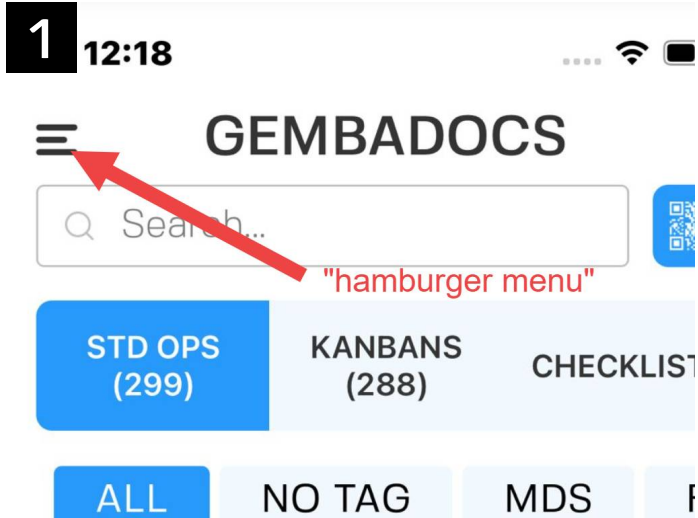 1
12:18
GEMBADOCS
Search...
"hamburger menu"
STD OPS
(299)
KANBANS
(288)
CHECKLIST
ALL
NO TAG
MDS